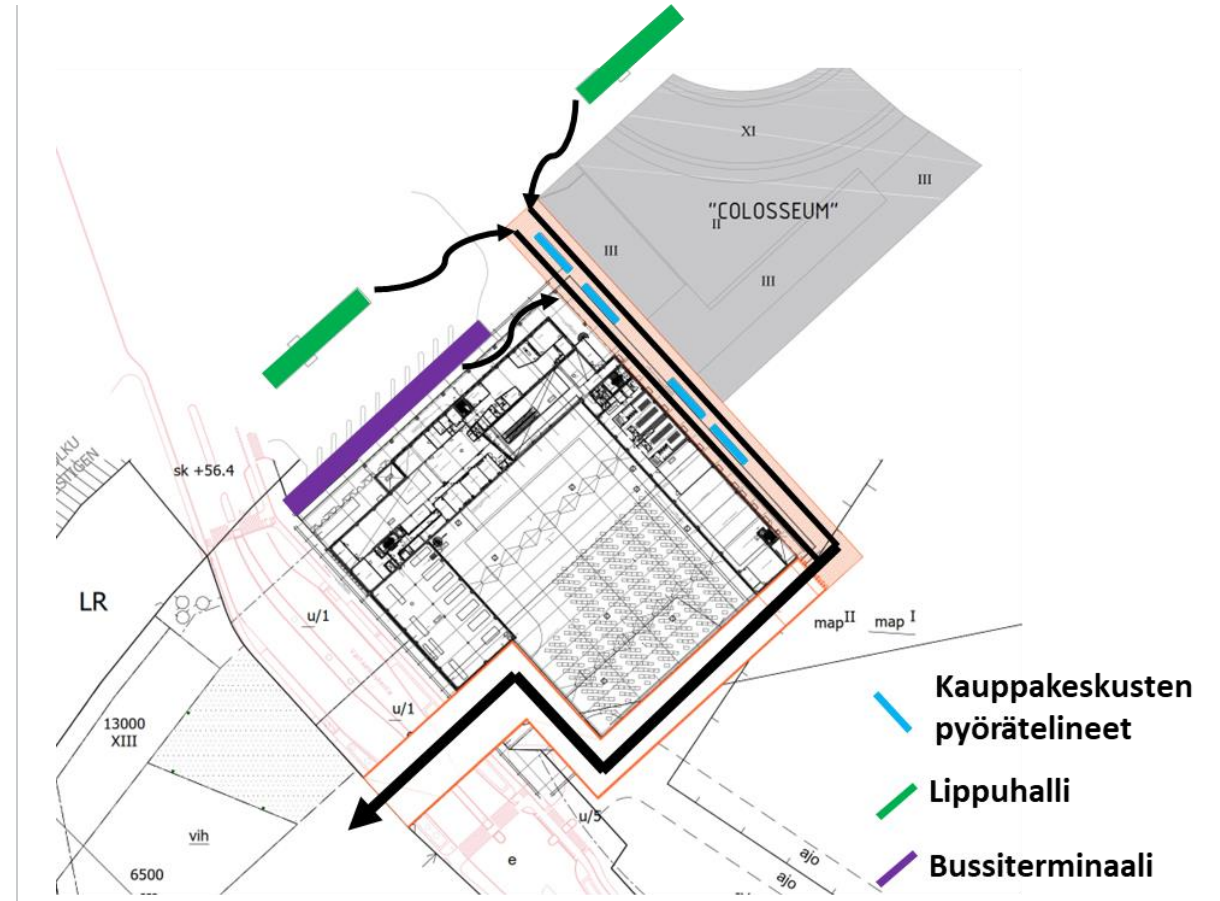 XI
III
"COLOSSEUM"
II
III
III
sk +56.4
LR
u/1
map II map I
u/1
13000
XIII
u/5
vih
e
ajo
6500
ajo
Kauppakeskusten
pyörätelineet
Lippuhalli
Bussiterminaali